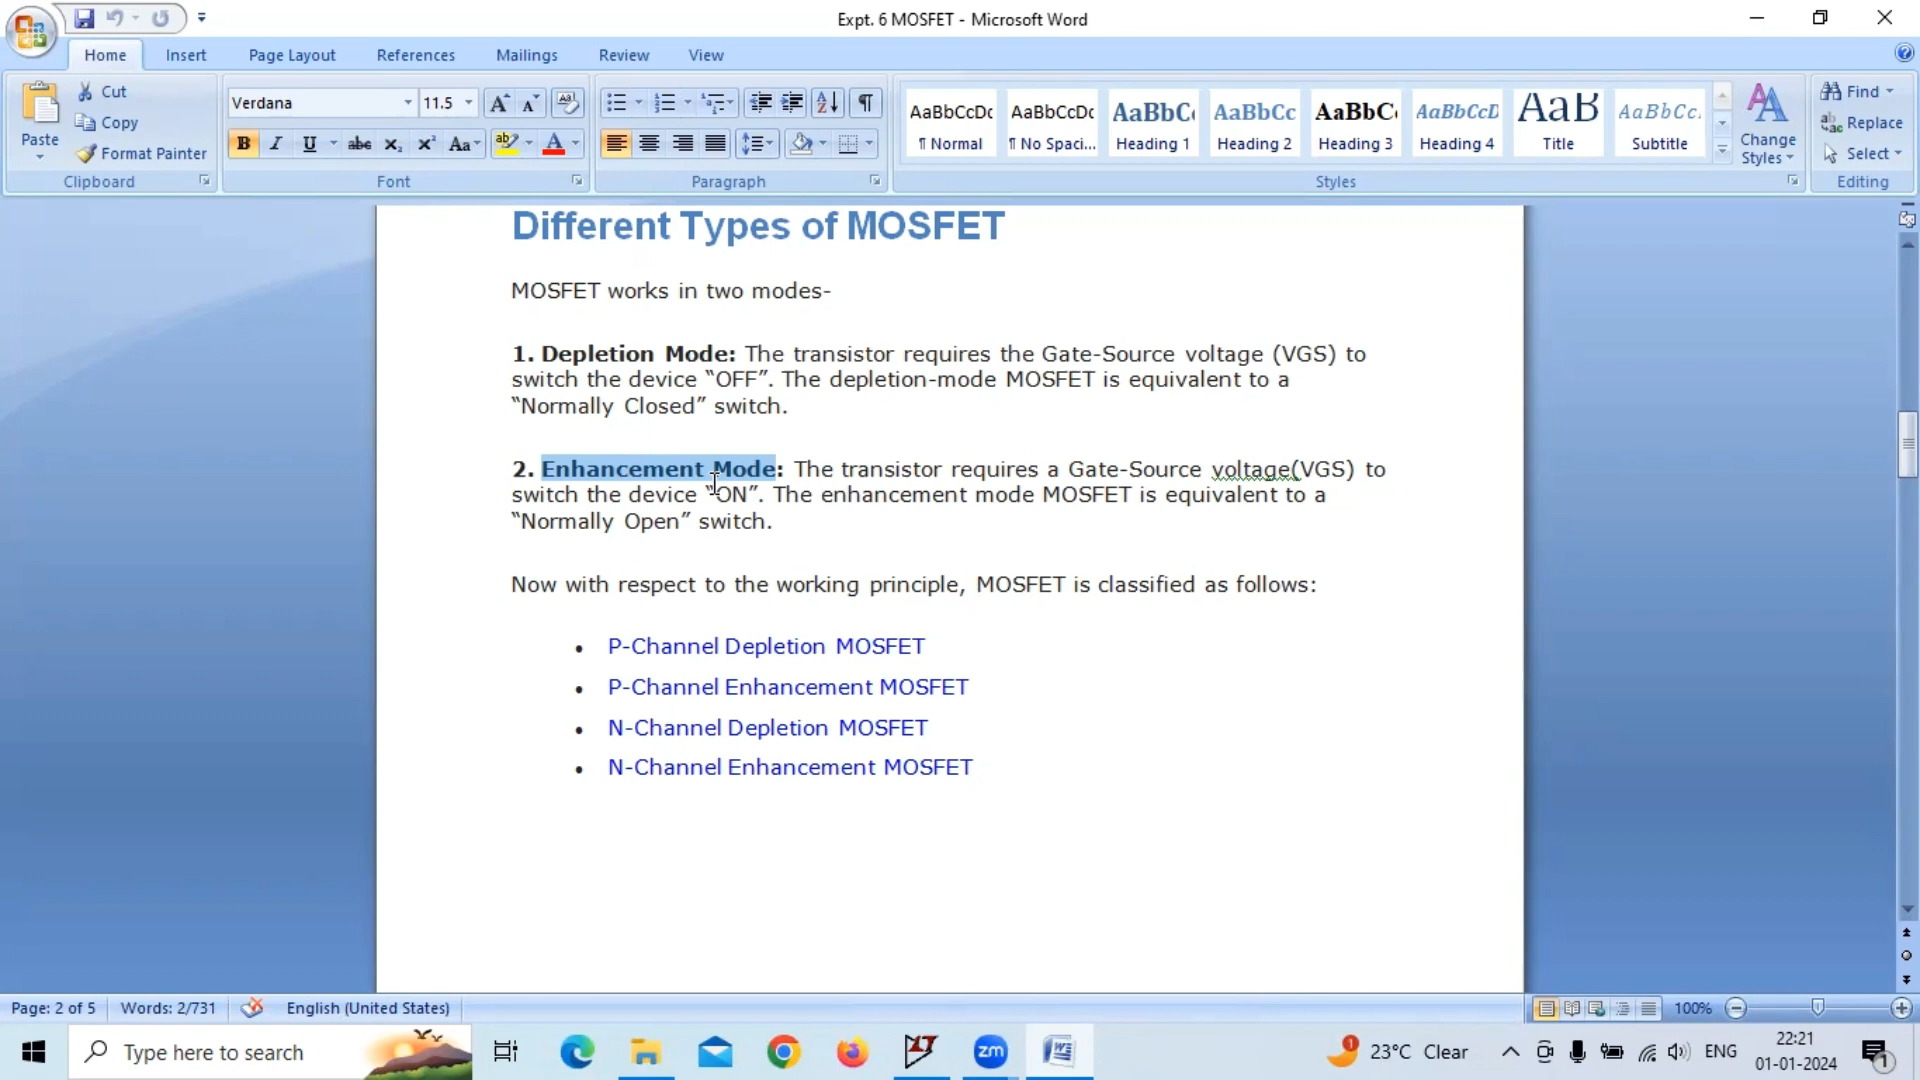 Expt. 6 MOSFET - Microsoft Word
Home Insert Page Layout References Mailings Review View
Paste
Cut
Copy
Format Painter
Clipboard
Verdana 11.5
Font
Paragraph
AaBbCcDc AaBbCcDc AaBbC AaBbCc AaBbC AaBbCcD AaB AaBbCc.
¶ Normal ¶ No Spaci... Heading 1 Heading 2 Heading 3 Heading 4 Title Subtitle
Change
Styles
Styles
Find
Replace
Select
Editing
Different Types of MOSFET
MOSFET works in two modes-
1. Depletion Mode: The transistor requires the Gate-Source voltage (VGS) to
switch the device “OFF”. The depletion-mode MOSFET is equivalent to a
“Normally Closed” switch.
2. Enhancement Mode: The transistor requires a Gate-Source voltage(VGS) to
switch the device “ON”. The enhancement mode MOSFET is equivalent to a
“Normally Open” switch.
Now with respect to the working principle, MOSFET is classified as follows:
• P-Channel Depletion MOSFET
• P-Channel Enhancement MOSFET
• N-Channel Depletion MOSFET
• N-Channel Enhancement MOSFET
Page: 2 of 5 Words: 2/731 English (United States) 100%
Type here to search
zm
1
23°C Clear
ENG
22:21
01-01-2024
1